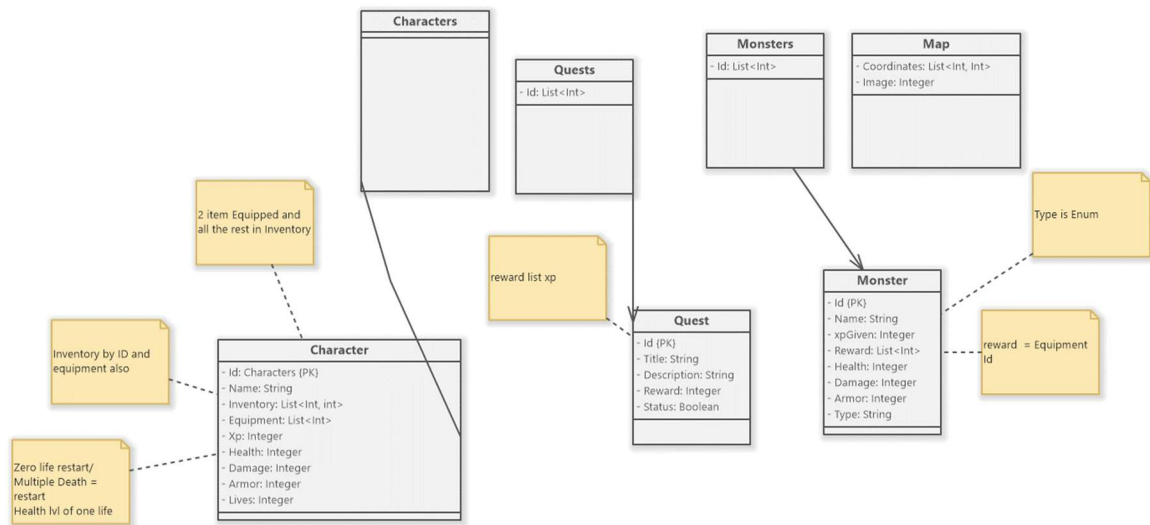 Characters
Quests
- Id: List<Int>
Monsters
- Id: List<Int>
Map
- Coordinates: List<Int, Int>
- Image: Integer
2 item Equipped and
all the rest in Inventory
Type is Enum
reward list xp
Inventory by ID and
equipment also
Character
- Id: Characters {PK}
- Name: String
- Inventory: List<Int, int>
- Equipment: List<Int>
- Xp: Integer
- Health: Integer
- Damage: Integer
- Armor: Integer
- Lives: Integer
Quest
- Id {PK}
- Title: String
- Description: String
- Reward: Integer
- Status: Boolean
Monster
- Id {PK}
- Name: String
- xpGiven: Integer
- Reward: List<Int>
- Health: Integer
- Damage: Integer
- Armor: Integer
- Type: String
reward = Equipment
Id
Zero life restart/
Multiple Death =
restart
Health lvl of one life